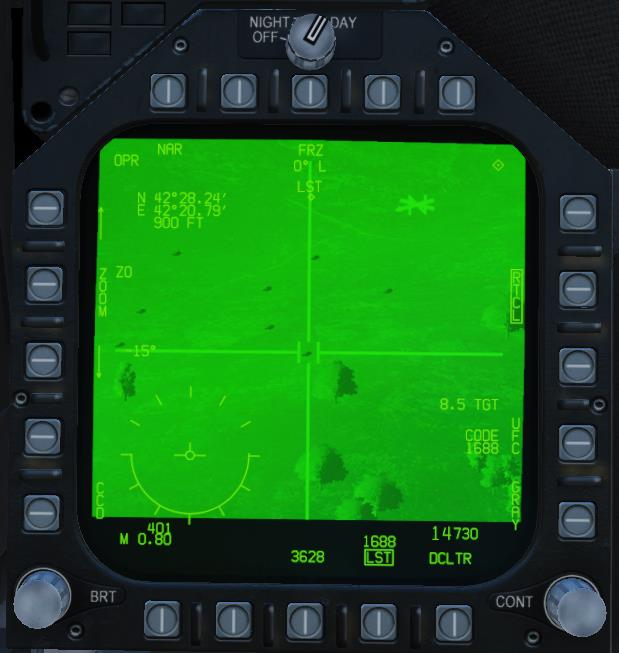 NIGHT DAY
OFF
NAR
FRZ
OPR
0° L
LST
N 42°28.24'
E 42°20.79'
900 FT
ZOOM
ZO
RTCL
-15°
8.5 TGT
UFC
CODE
1688
CCD
GRAY
401
M 0.80
14730
1688
3628
LST
DCLTR
BRT
CONT